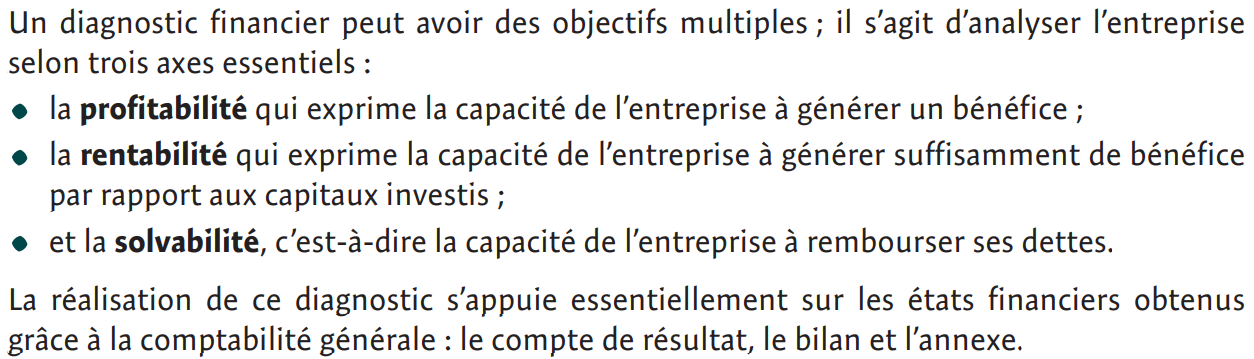 Un diagnostic financier peut avoir des objectifs multiples ; il s’agit d’analyser l’entreprise
selon trois axes essentiels :
• la profitabilité qui exprime la capacité de l’entreprise à générer un bénéfice ;
• la rentabilité qui exprime la capacité de l’entreprise à générer suffisamment de bénéfice
par rapport aux capitaux investis ;
• et la solvabilité, c’est-à-dire la capacité de l’entreprise à rembourser ses dettes.
La réalisation de ce diagnostic s’appuie essentiellement sur les états financiers obtenus
grâce à la comptabilité générale : le compte de résultat, le bilan et l’annexe.